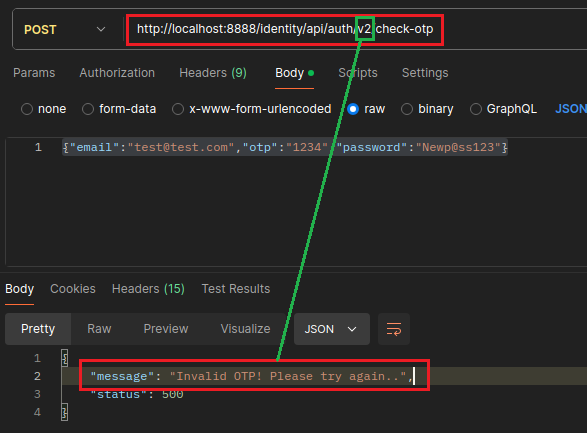 POST http://localhost:8888/identity/api/auth/v2/check-otp
Params Authorization Headers (9) Body Scripts Settings
none form-data x-www-form-urlencoded raw binary GraphQL JSON
1 {"email":"test@test.com","otp":"1234","password":"Newp@ss123"}
Body Cookies Headers (15) Test Results
Pretty Raw Preview Visualize JSON
1 {
2 "message": "Invalid OTP! Please try again..",
3 "status": 500
4 }